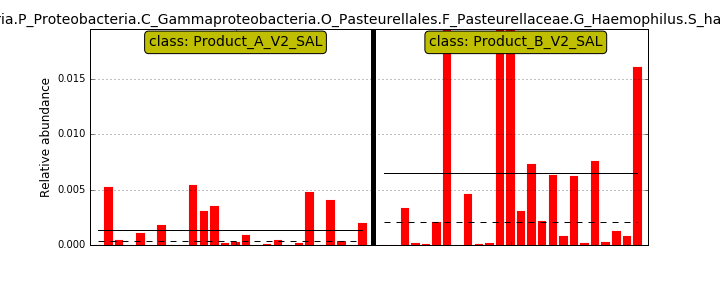 ria.P_Proteobacteria.C_Gammaproteobacteria.O_Pasteurellales.F_Pasteurellaceae.G_Haemophilus.S_ha
class: Product_A_V2_SAL
class: Product_B_V2_SAL
Relative abundance
0.015
0.010
0.005
0.000